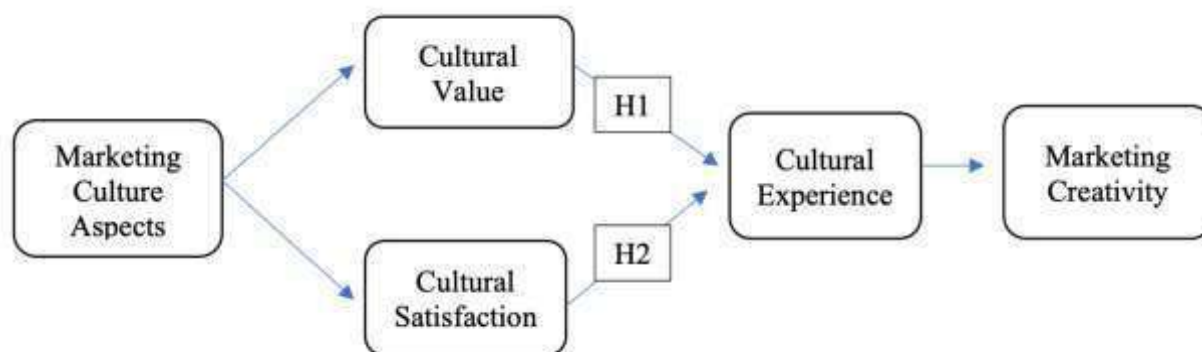 Marketing
Culture
Aspects
Cultural
Value
H1
Cultural
Satisfaction
H2
Cultural
Experience
Marketing
Creativity